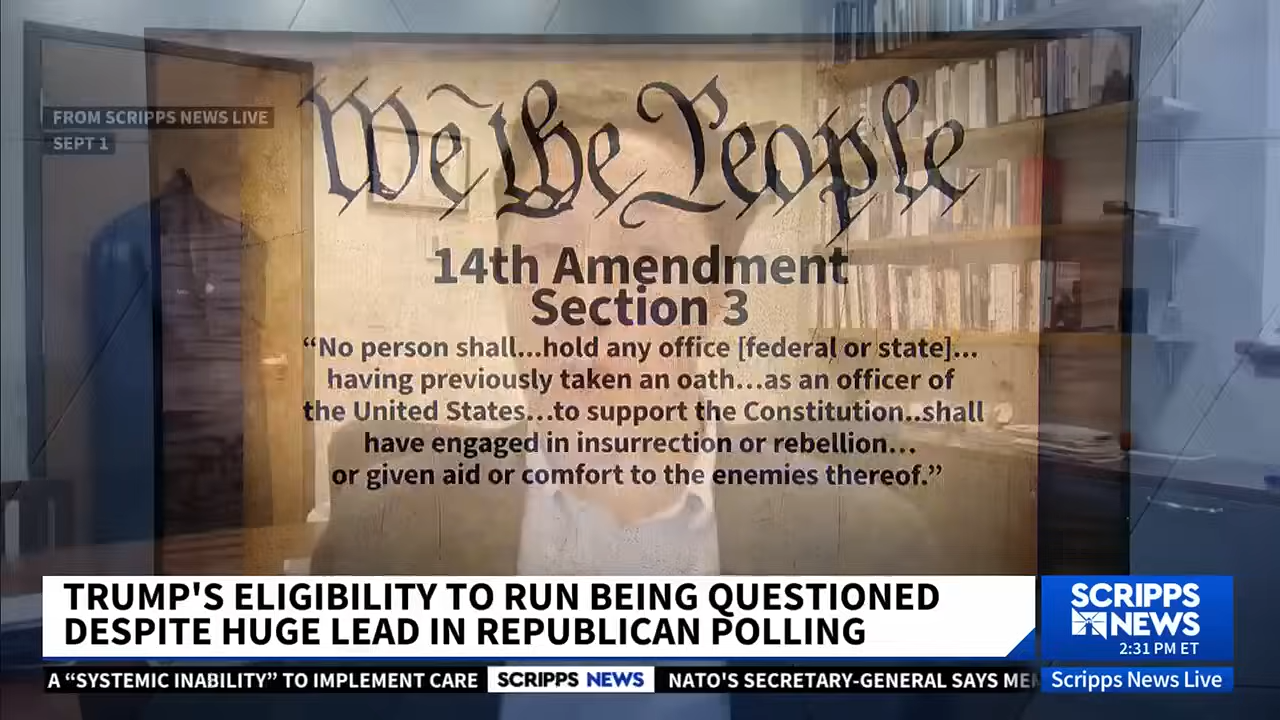 FROM SCRIPPS NEWS LIVE
SEPT 1
We the People
14th Amendment
Section 3
“No person shall...hold any office [federal or state]...
having previously taken an oath...as an officer of
the United States...to support the Constitution..shall
have engaged in insurrection or rebellion...
or given aid or comfort to the enemies thereof.”
TRUMP'S ELIGIBILITY TO RUN BEING QUESTIONED
DESPITE HUGE LEAD IN REPUBLICAN POLLING
SCRIPPS
NEWS
2:31 PM ET
A “SYSTEMIC INABILITY” TO IMPLEMENT CARE SCRIPPS NEWS NATO'S SECRETARY-GENERAL SAYS
Scripps News Live